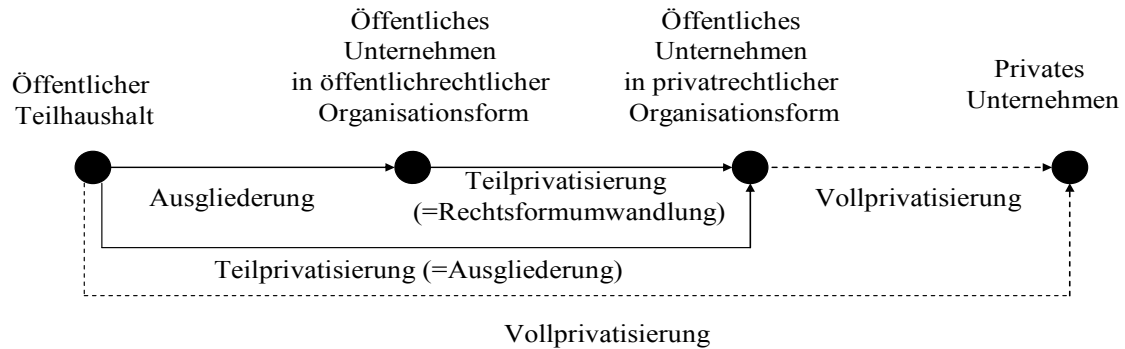 Öffentlicher
Teilhaushalt
Öffentliches
Unternehmen
in öffentlichrechtlicher
Organisationsform
Öffentliches
Unternehmen
in privatrechtlicher
Organisationsform
Privates
Unternehmen
Ausgliederung
Teilprivatisierung
(=Rechtsformumwandlung)
Vollprivatisierung
Teilprivatisierung (=Ausgliederung)
Vollprivatisierung